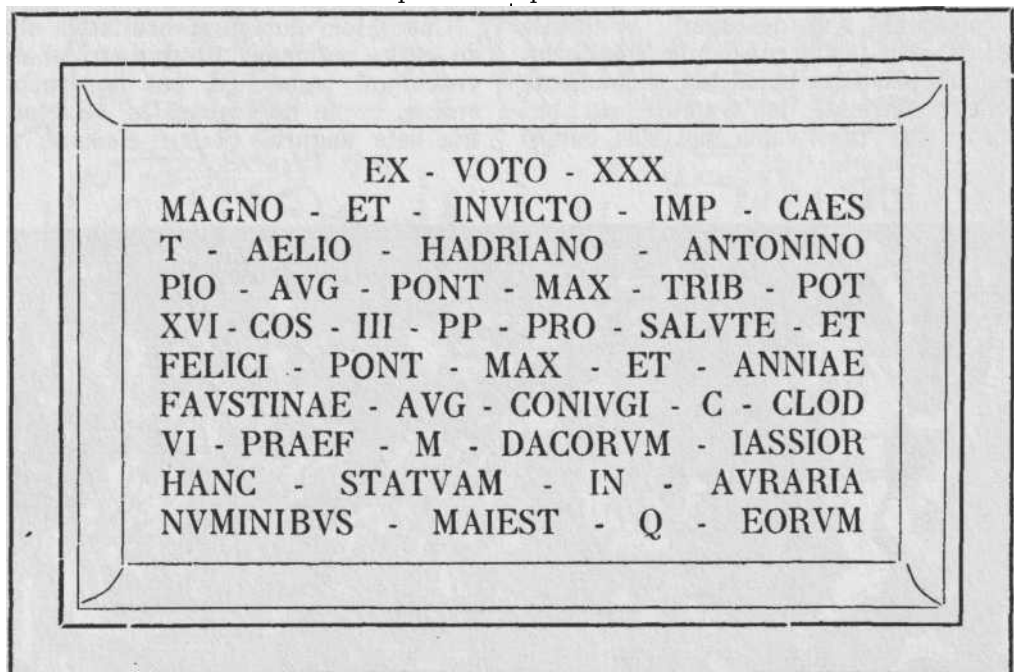 EX - VOTO - XXX
MAGNO - ET - INVICTO - IMP - CAES
T - AELIO - HADRIANO - ANTONINO
PIO - AVG - PONT - MAX - TRIB - POT
XVI - COS - III - PP - PRO - SALVTE - ET
FELICI - PONT - MAX - ET - ANNIAE
FAVSTINAE - AVG - CONIVGI - C - CLOD
VI - PRAEF - M - DACORVM - IASSIOR
HANC - STATVAM - IN - AVRARIA
NVMINIBVS - MAIEST - Q - EORVM